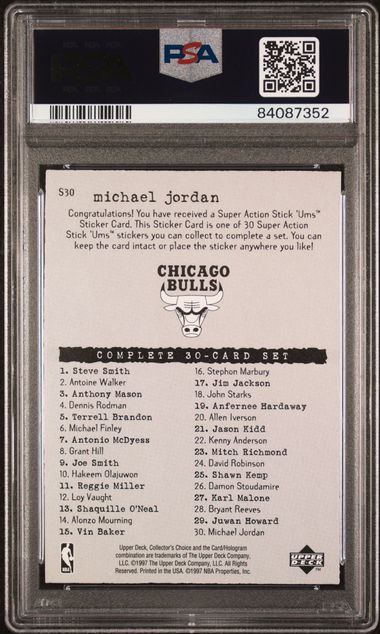 PSA
PSA
84087352
S30 michael jordan
Congratulations! You have received a Super Action Stick 'Ums™
Sticker Card. This Sticker Card is one of 30 Super Action
Stick 'Ums™ stickers you can collect to complete a set. You can
keep the card intact or place the sticker anywhere you like!
CHICAGO
BULLS
COMPLETE 30-CARD SET
1. Steve Smith
2. Antoine Walker
3. Anthony Mason
4. Dennis Rodman
5. Terrell Brandon
6. Michael Finley
7. Antonio McDyess
8. Grant Hill
9. Joe Smith
10. Hakeem Olajuwon
11. Reggie Miller
12. Loy Vaught
13. Shaquille O'Neal
14. Alonzo Mourning
15. Vin Baker
16. Stephon Marbury
17. Jim Jackson
18. John Starks
19. Anfernee Hardaway
20. Allen Iverson
21. Jason Kidd
22. Kenny Anderson
23. Mitch Richmond
24. David Robinson
25. Shawn Kemp
26. Damon Stoudamire
27. Karl Malone
28. Bryant Reeves
29. Juwan Howard
30. Michael Jordan
Upper Deck, Collector's Choice and the Card/Hologram
combination are trademarks of The Upper Deck Company,
LLC. ©1997 The Upper Deck Company, LLC. All Rights
Reserved. Printed in the USA. ©1997 NBA Properties, Inc.
NBA
UPPER
DECK